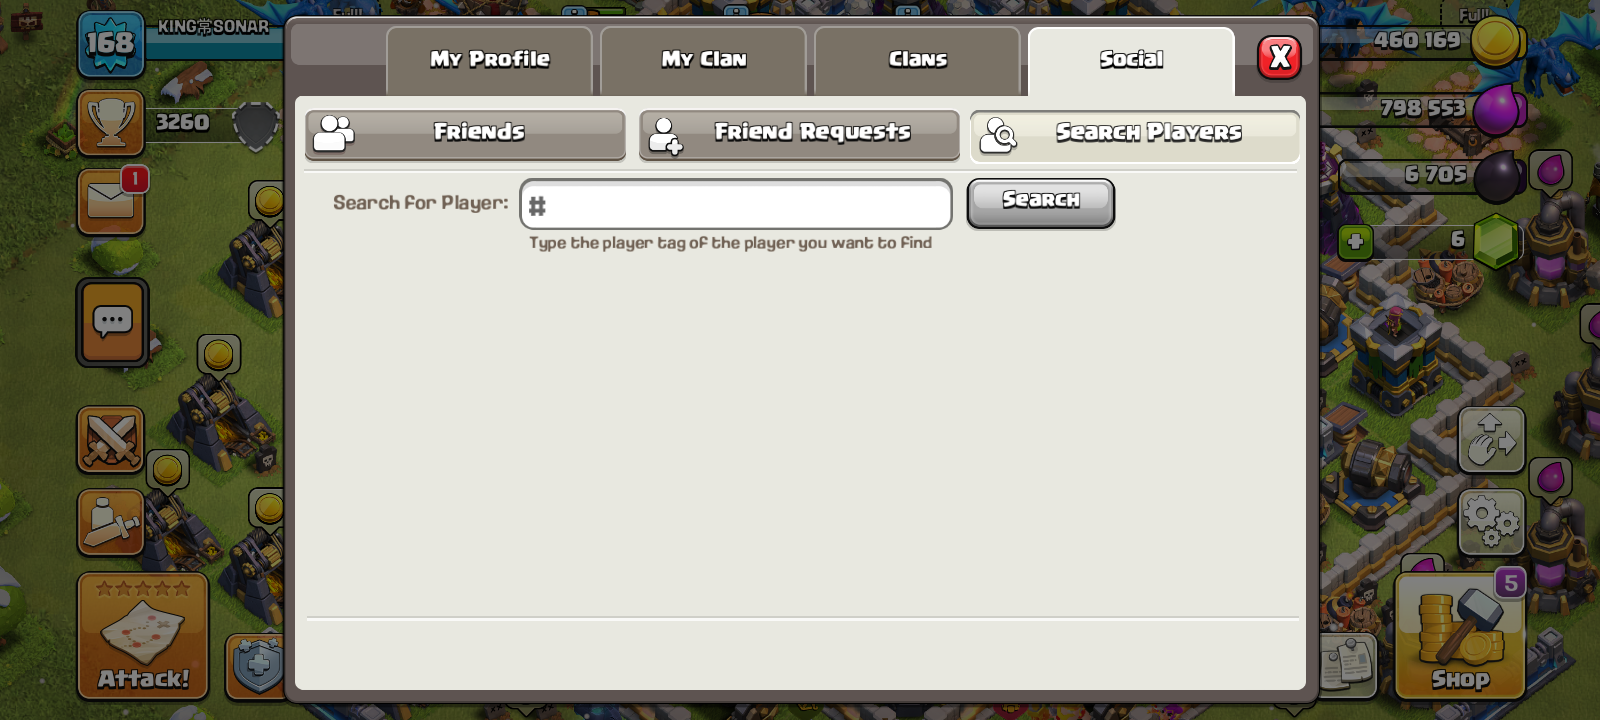 Full!
Full!
168
KING常SONAR
My Profile
My Clan
Clans
Social
X
460 169
3260
Friends
Friend Requests
Search Players
798 553
1
Search For Player:
#
Search
6 705
Type the player tag of the player you want to find
6
5
Attack!
Shop